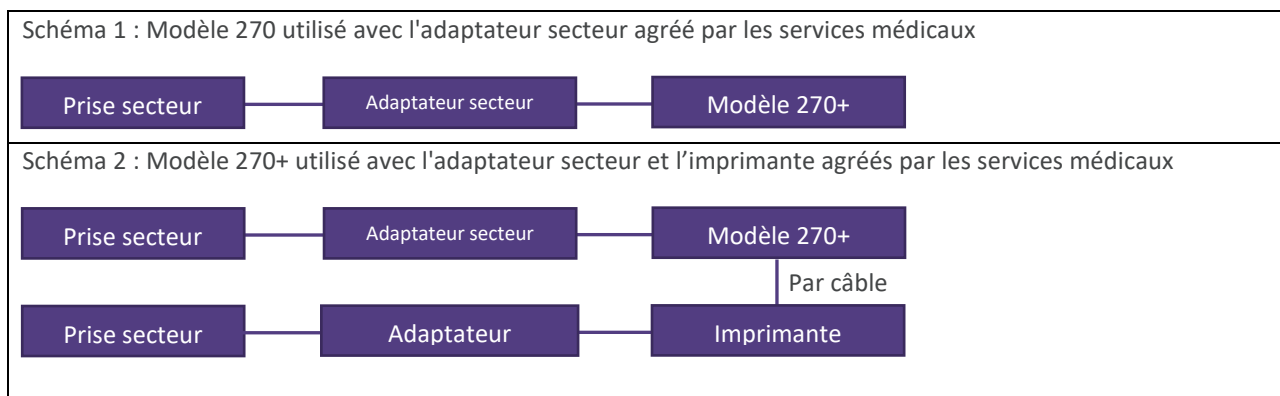 Schéma 1 : Modèle 270 utilisé avec l'adaptateur secteur agréé par les services médicaux
Prise secteur Adaptateur secteur Modèle 270+
Schéma 2 : Modèle 270+ utilisé avec l'adaptateur secteur et l’imprimante agréés par les services médicaux
Prise secteur Adaptateur secteur Modèle 270+
Par câble
Prise secteur Adaptateur Imprimante